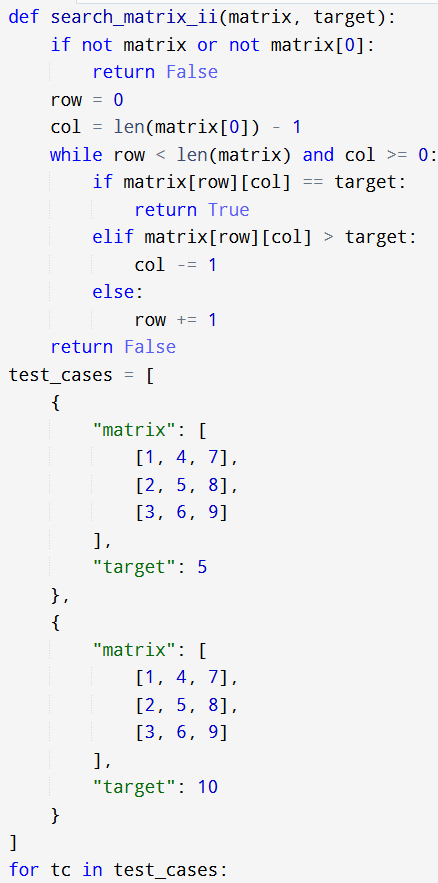 def search_matrix_ii(matrix, target):
    if not matrix or not matrix[0]:
        return False
    row = 0
    col = len(matrix[0]) - 1
    while row < len(matrix) and col >= 0:
        if matrix[row][col] == target:
            return True
        elif matrix[row][col] > target:
            col -= 1
        else:
            row += 1
    return False
test_cases = [
    {
        "matrix": [
            [1, 4, 7],
            [2, 5, 8],
            [3, 6, 9]
        ],
        "target": 5
    },
    {
        "matrix": [
            [1, 4, 7],
            [2, 5, 8],
            [3, 6, 9]
        ],
        "target": 10
    }
]
for tc in test_cases: